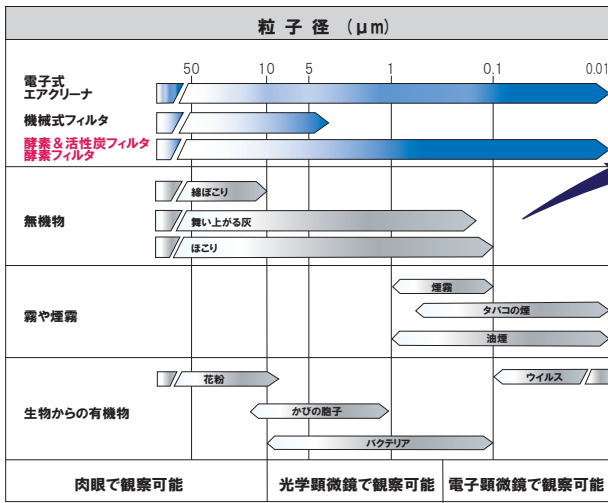 粒子径 (μm)
50 10 5 1 0.1 0.01
電子式
エアクリーナ
機械式フィルタ
酵素＆活性炭フィルタ
酵素フィルタ
無機物
綿ぼこり
舞い上がる灰
ほこり
霧や煙霧
煙霧
タバコの煙
油煙
生物からの有機物
花粉
ウイルス
かびの胞子
バクテリア
肉眼で観察可能 光学顕微鏡で観察可能 電子顕微鏡で観察可能